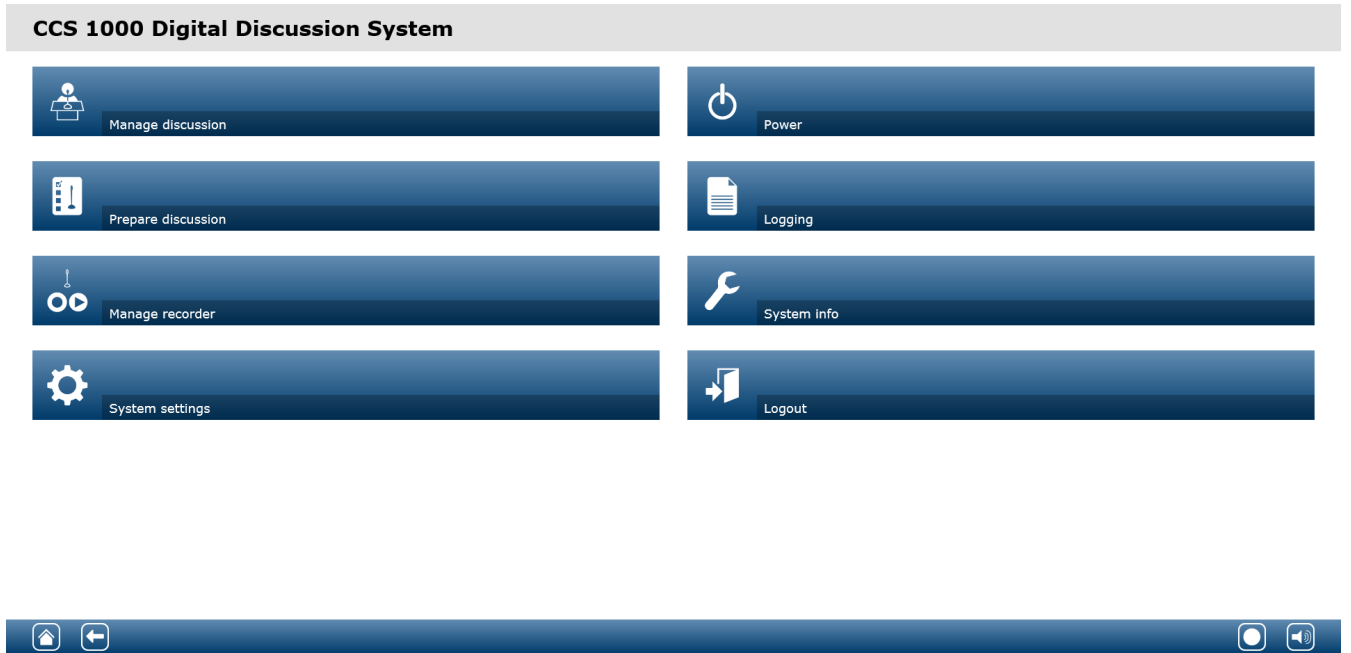 CCS 1000 Digital Discussion System
Manage discussion
Power
Prepare discussion
Logging
Manage recorder
System info
System settings
Logout